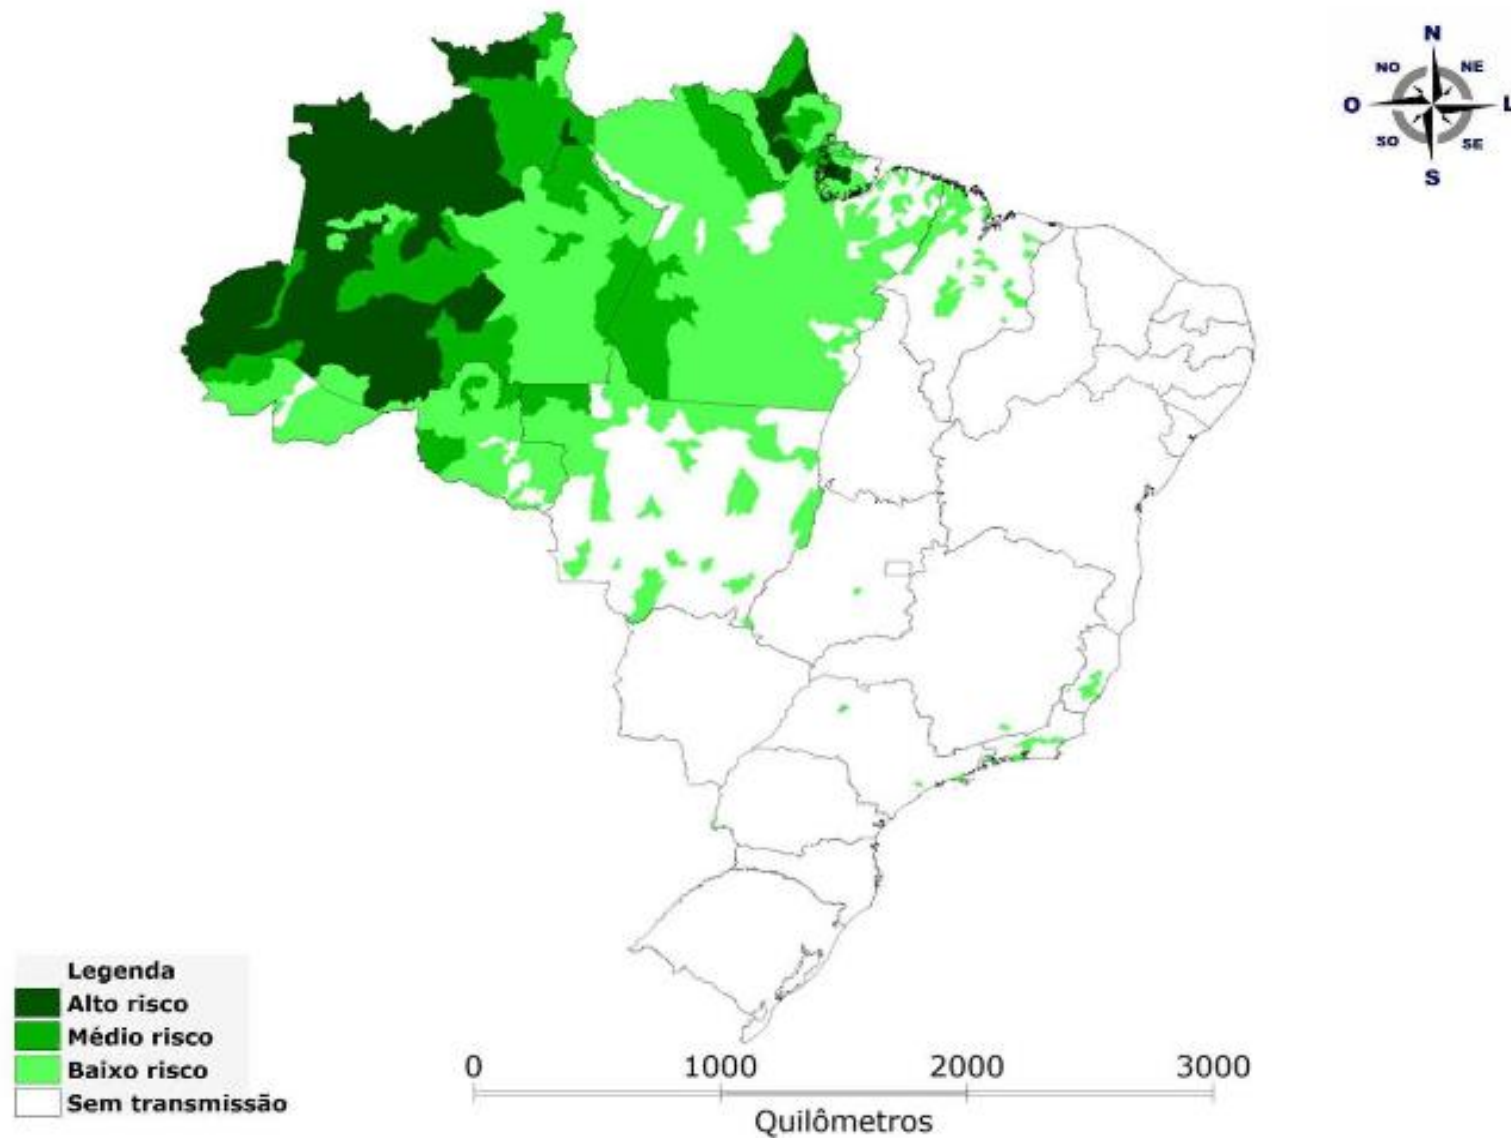 N
NO NE
O L
SO SE
S
Legenda
Alto risco
Médio risco
Baixo risco
Sem transmissão
0 1000 2000 3000
Quilômetros